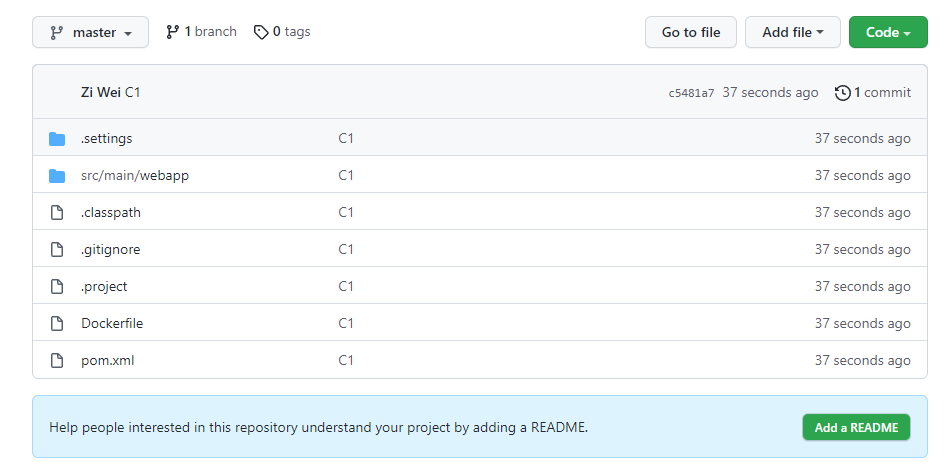 master 1 branch 0 tags Go to file Add file Code
Zi Wei C1 c5481a7 37 seconds ago 1 commit
.settings C1 37 seconds ago
src/main/webapp C1 37 seconds ago
.classpath C1 37 seconds ago
.gitignore C1 37 seconds ago
.project C1 37 seconds ago
Dockerfile C1 37 seconds ago
pom.xml C1 37 seconds ago
Help people interested in this repository understand your project by adding a README. Add a README